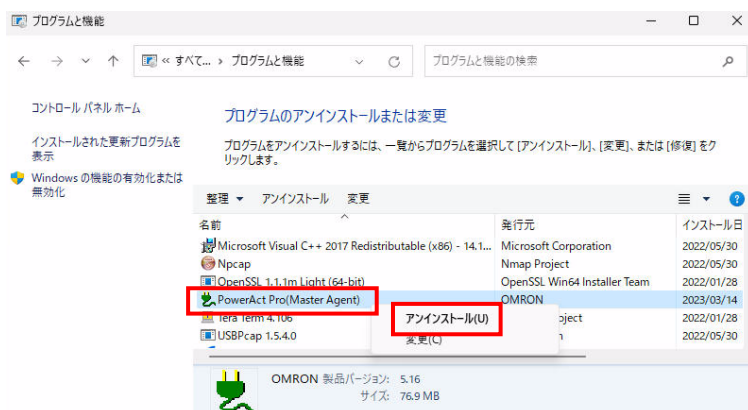 プログラムと機能
« すべて... › プログラムと機能
プログラムと機能の検索
コントロール パネル ホーム
インストールされた更新プログラムを
表示
Windows の機能の有効化または
無効化
プログラムのアンインストールまたは変更
プログラムをアンインストールするには、一覧からプログラムを選択して [アンインストール]、[変更]、または [修復] をク
リックします。
整理 ▼ アンインストール 変更
名前 発行元 インストール日
Microsoft Visual C++ 2017 Redistributable (x86) - 14.1... Microsoft Corporation 2022/05/30
Npcap Nmap Project 2022/05/30
OpenSSL 1.1.1m Light (64-bit) OpenSSL Win64 Installer Team 2022/01/28
PowerAct Pro(Master Agent) OMRON 2023/03/14
アンインストール(U)
Tera Term 4.106 2022/01/28
変更(C)
USBPcap 1.5.4.0 2022/05/30
OMRON 製品バージョン: 5.16
サイズ: 76.9 MB